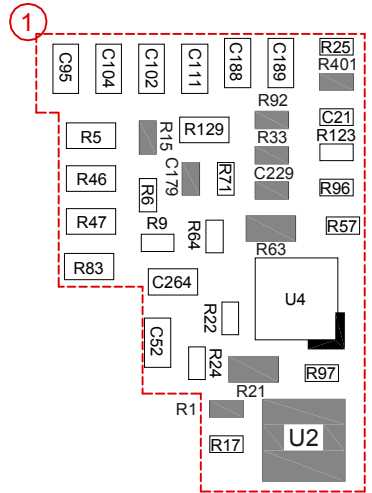 1
C95
C104
C102
C111
C188
C189
R25
R401
R92
C21
R5
R15
R129
R33
R123
C179
R71
C229
R46
R6
R96
R47
R9
R64
R57
R63
R83
C264
U4
R22
C52
R24
R97
R21
R1
R17
U2